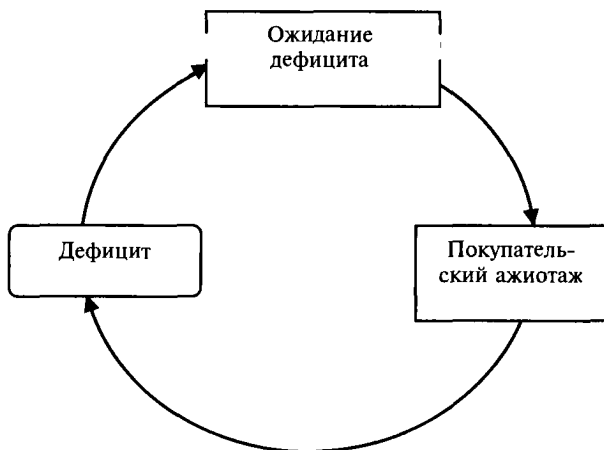 Ожидание
дефицита
Дефицит
Покупатель-
ский ажиотаж